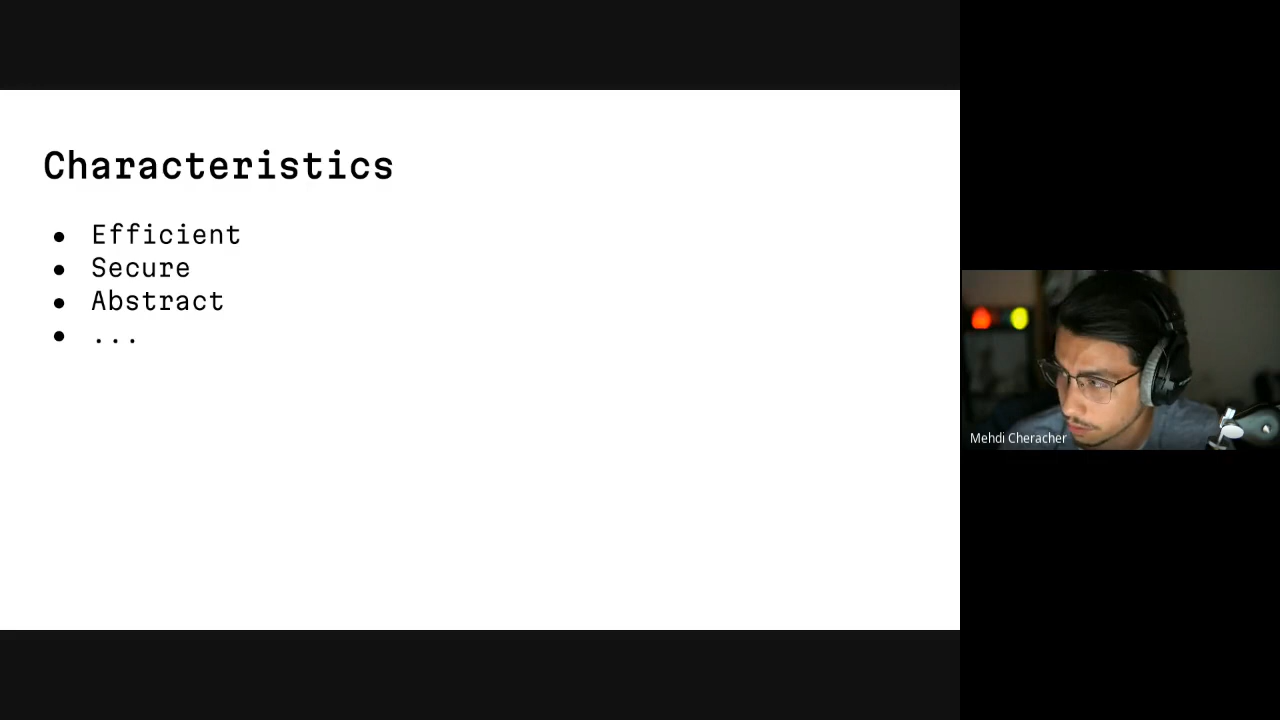 Characteristics
● Efficient
● Secure
● Abstract
● ...
Mehdi Cheracher